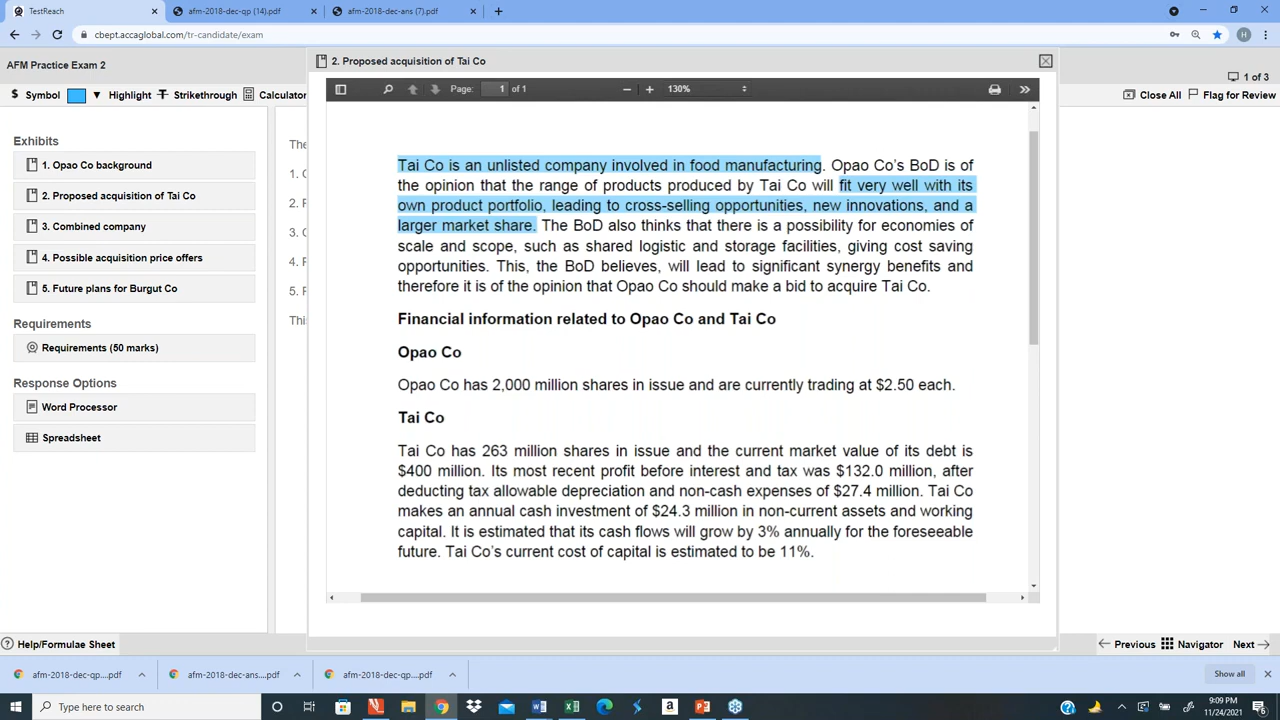 TestReach
afm-2018-dec-qp (14).pdf
afm-2018-dec-ans (7).pdf
cbept.accaglobal.com/tr-candidate/exam
AFM Practice Exam 2
2. Proposed acquisition of Tai Co
1 of 3
$ Symbol
Highlight
Strikethrough
Calculator
Page: 1 of 1
130%
Close All
Flag for Review
Exhibits
1. Opao Co background
2. Proposed acquisition of Tai Co
3. Combined company
4. Possible acquisition price offers
5. Future plans for Burgut Co
Requirements
Requirements (50 marks)
Response Options
Word Processor
Spreadsheet
The
1. O
2. F
3. C
4. F
5. F
This
Tai Co is an unlisted company involved in food manufacturing. Opao Co's BoD is of
the opinion that the range of products produced by Tai Co will fit very well with its
own product portfolio, leading to cross-selling opportunities, new innovations, and a
larger market share. The BoD also thinks that there is a possibility for economies of
scale and scope, such as shared logistic and storage facilities, giving cost saving
opportunities. This, the BoD believes, will lead to significant synergy benefits and
therefore it is of the opinion that Opao Co should make a bid to acquire Tai Co.
Financial information related to Opao Co and Tai Co
Opao Co
Opao Co has 2,000 million shares in issue and are currently trading at $2.50 each.
Tai Co
Tai Co has 263 million shares in issue and the current market value of its debt is
$400 million. Its most recent profit before interest and tax was $132.0 million, after
deducting tax allowable depreciation and non-cash expenses of $27.4 million. Tai Co
makes an annual cash investment of $24.3 million in non-current assets and working
capital. It is estimated that its cash flows will grow by 3% annually for the foreseeable
future. Tai Co's current cost of capital is estimated to be 11%.
Help/Formulae Sheet
Previous
Navigator
Next
afm-2018-dec-qp....pdf
afm-2018-dec-ans....pdf
afm-2018-dec-qp....pdf
Show all
Type here to search
9:09 PM
11/24/2021